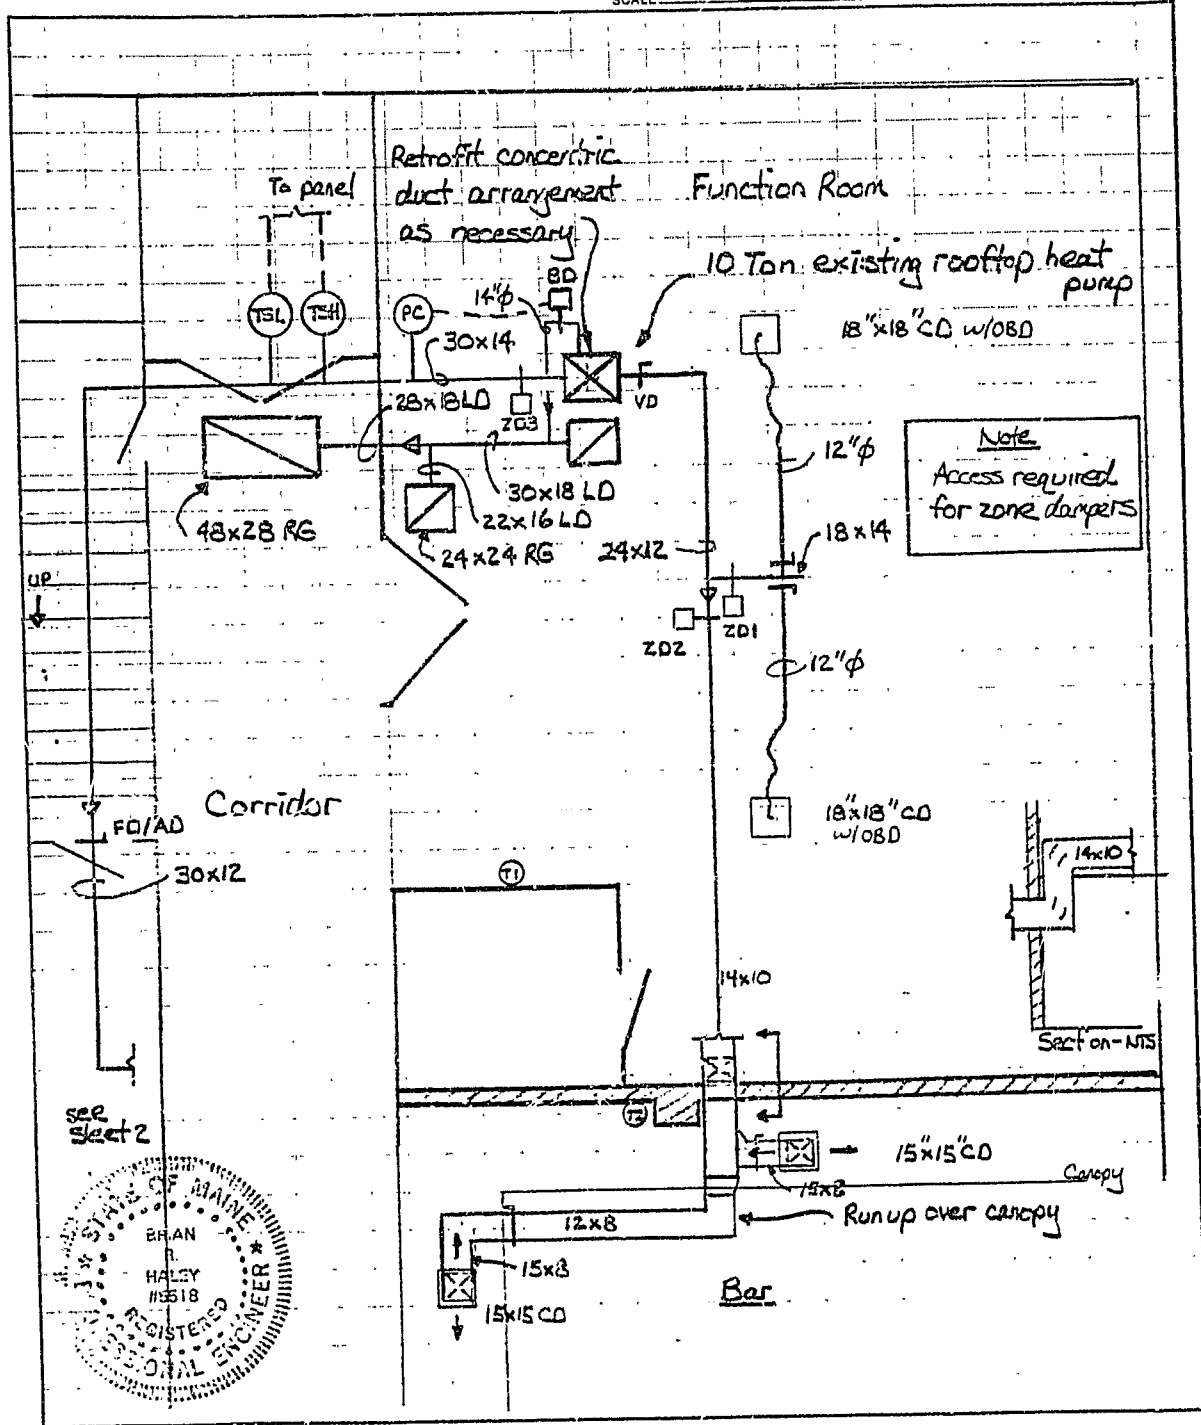 SCALE
Retrofit concentric
duct arrangement
as necessary
To panel
Function Room
10 Ton existing rooftop heat
pump
BD
14"ϕ
TSL
TSH
PC
30x14
18"x18" CD w/OBD
28x18 LD
ZD3
VD
12"ϕ
Note
Access required
for zone dampers
30x18 LD
22x16 LD
48x28 RG
24x24 RG
24x12
18x14
UP
ZD2
ZD1
12"ϕ
Corridor
18"x18" CD
w/OBD
FD/AD
30x12
T1
14x10
14x10
Section-NTS
see
sheet 2
T2
15"x15" CD
15x8
Canopy
12x8
Run up over canopy
15x8
15x15 CD
Bar
STATE OF MAINE
BRIAN
R.
HALEY
REGISTERED
PROFESSIONAL ENGINEER